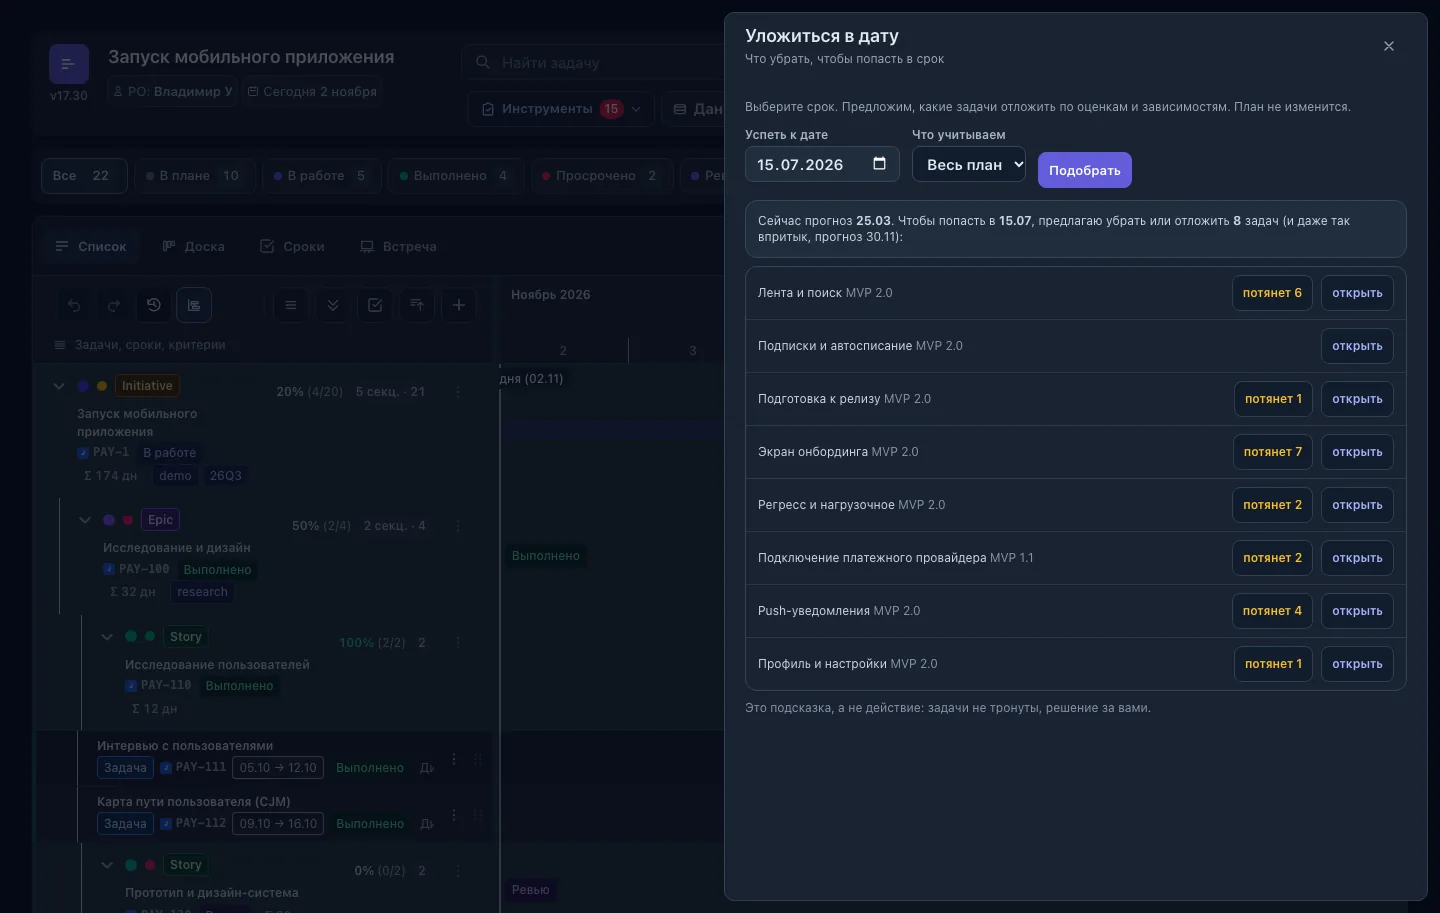 Запуск мобильного приложения
v17.30
PO: Владимир У
Сегодня 2 ноября
Найти задачу
Инструменты 15
Дан
Все 22
В плане 10
В работе 5
Выполнено 4
Просрочено 2
Рев
Список
Доска
Сроки
Встреча
Ноябрь 2026
Задачи, сроки, критерии
2
3
дня (02.11)
Initiative
20% (4/20) 5 секц. · 21
Запуск мобильного
приложения
PAY-1 В работе
Σ 174 дн demo 26Q3
Epic
50% (2/4) 2 секц. · 4
Исследование и дизайн
PAY-100 Выполнено
Σ 32 дн research
Выполнено
Story
100% (2/2) 2
Исследование пользователей
PAY-110 Выполнено
Σ 12 дн
Интервью с пользователями
Задача PAY-111 05.10 → 12.10 Выполнено
Карта пути пользователя (CJM)
Задача PAY-112 09.10 → 16.10 Выполнено
Story
0% (0/2) 2
Прототип и дизайн-система
Ревью
Уложиться в дату
Что убрать, чтобы попасть в срок
Выберите срок. Предложим, какие задачи отложить по оценкам и зависимостям. План не изменится.
Успеть к дате
Что учитываем
15.07.2026
Весь план
Подобрать
Сейчас прогноз 25.03. Чтобы попасть в 15.07, предлагаю убрать или отложить 8 задач (и даже так
впритык, прогноз 30.11):
Лента и поиск MVP 2.0 потянет 6 открыть
Подписки и автосписание MVP 2.0 открыть
Подготовка к релизу MVP 2.0 потянет 1 открыть
Экран онбординга MVP 2.0 потянет 7 открыть
Регресс и нагрузочное MVP 2.0 потянет 2 открыть
Подключение платежного провайдера MVP 1.1 потянет 2 открыть
Push-уведомления MVP 2.0 потянет 4 открыть
Профиль и настройки MVP 2.0 потянет 1 открыть
Это подсказка, а не действие: задачи не тронуты, решение за вами.